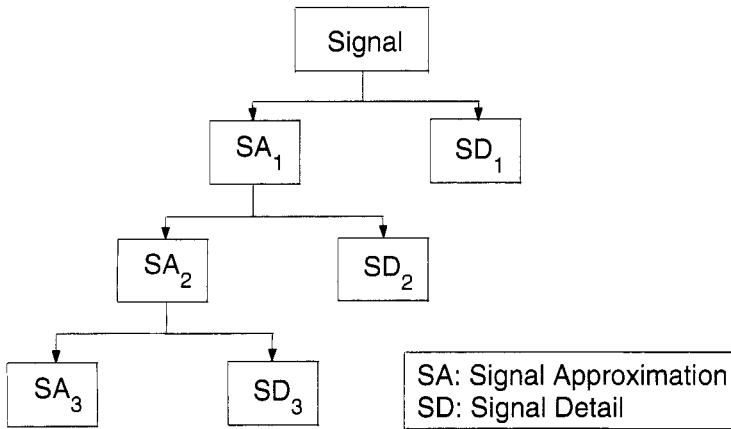 Signal
SA1
SD1
SA2
SD2
SA3
SD3
SA: Signal Approximation
SD: Signal Detail